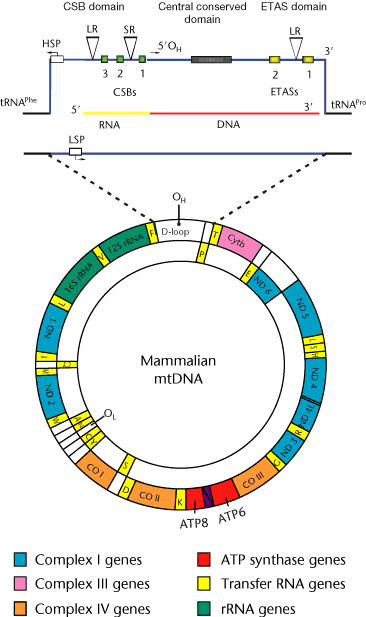 CSB domain
Central conserved
domain
ETAS domain
LR
SR
LR
HSP
5′OH
3′
3
2
1
2
1
CSBs
ETASs
tRNAPhe
tRNAPro
5′
3′
RNA
DNA
LSP
OH
D-loop
F
T
P
Cytb
E
ND 6
ND 5
L
S
H
ND 4
ND 4L
R
ND 3
G
CO III
ATP6
ATP8
K
CO II
D
S
CO I
OL
W
ND 2
M
Q
I
ND 1
L
16S rRNA
V
12S rRNA
Mammalian
mtDNA
Complex I genes
Complex III genes
Complex IV genes
ATP synthase genes
Transfer RNA genes
rRNA genes